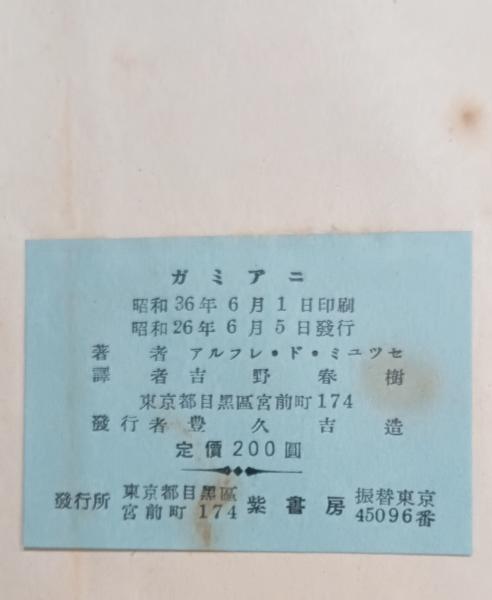 ガミアニ
昭和36年6月1日印刷
昭和26年6月5日發行
著者 アルフレ・ド・ミユツセ
譯者 吉野春樹
東京都目黑區宮前町174
發行者 豊久吉造
定價200圓
發行所 東京都目黑區宮前町174 紫書房 振替東京45096番